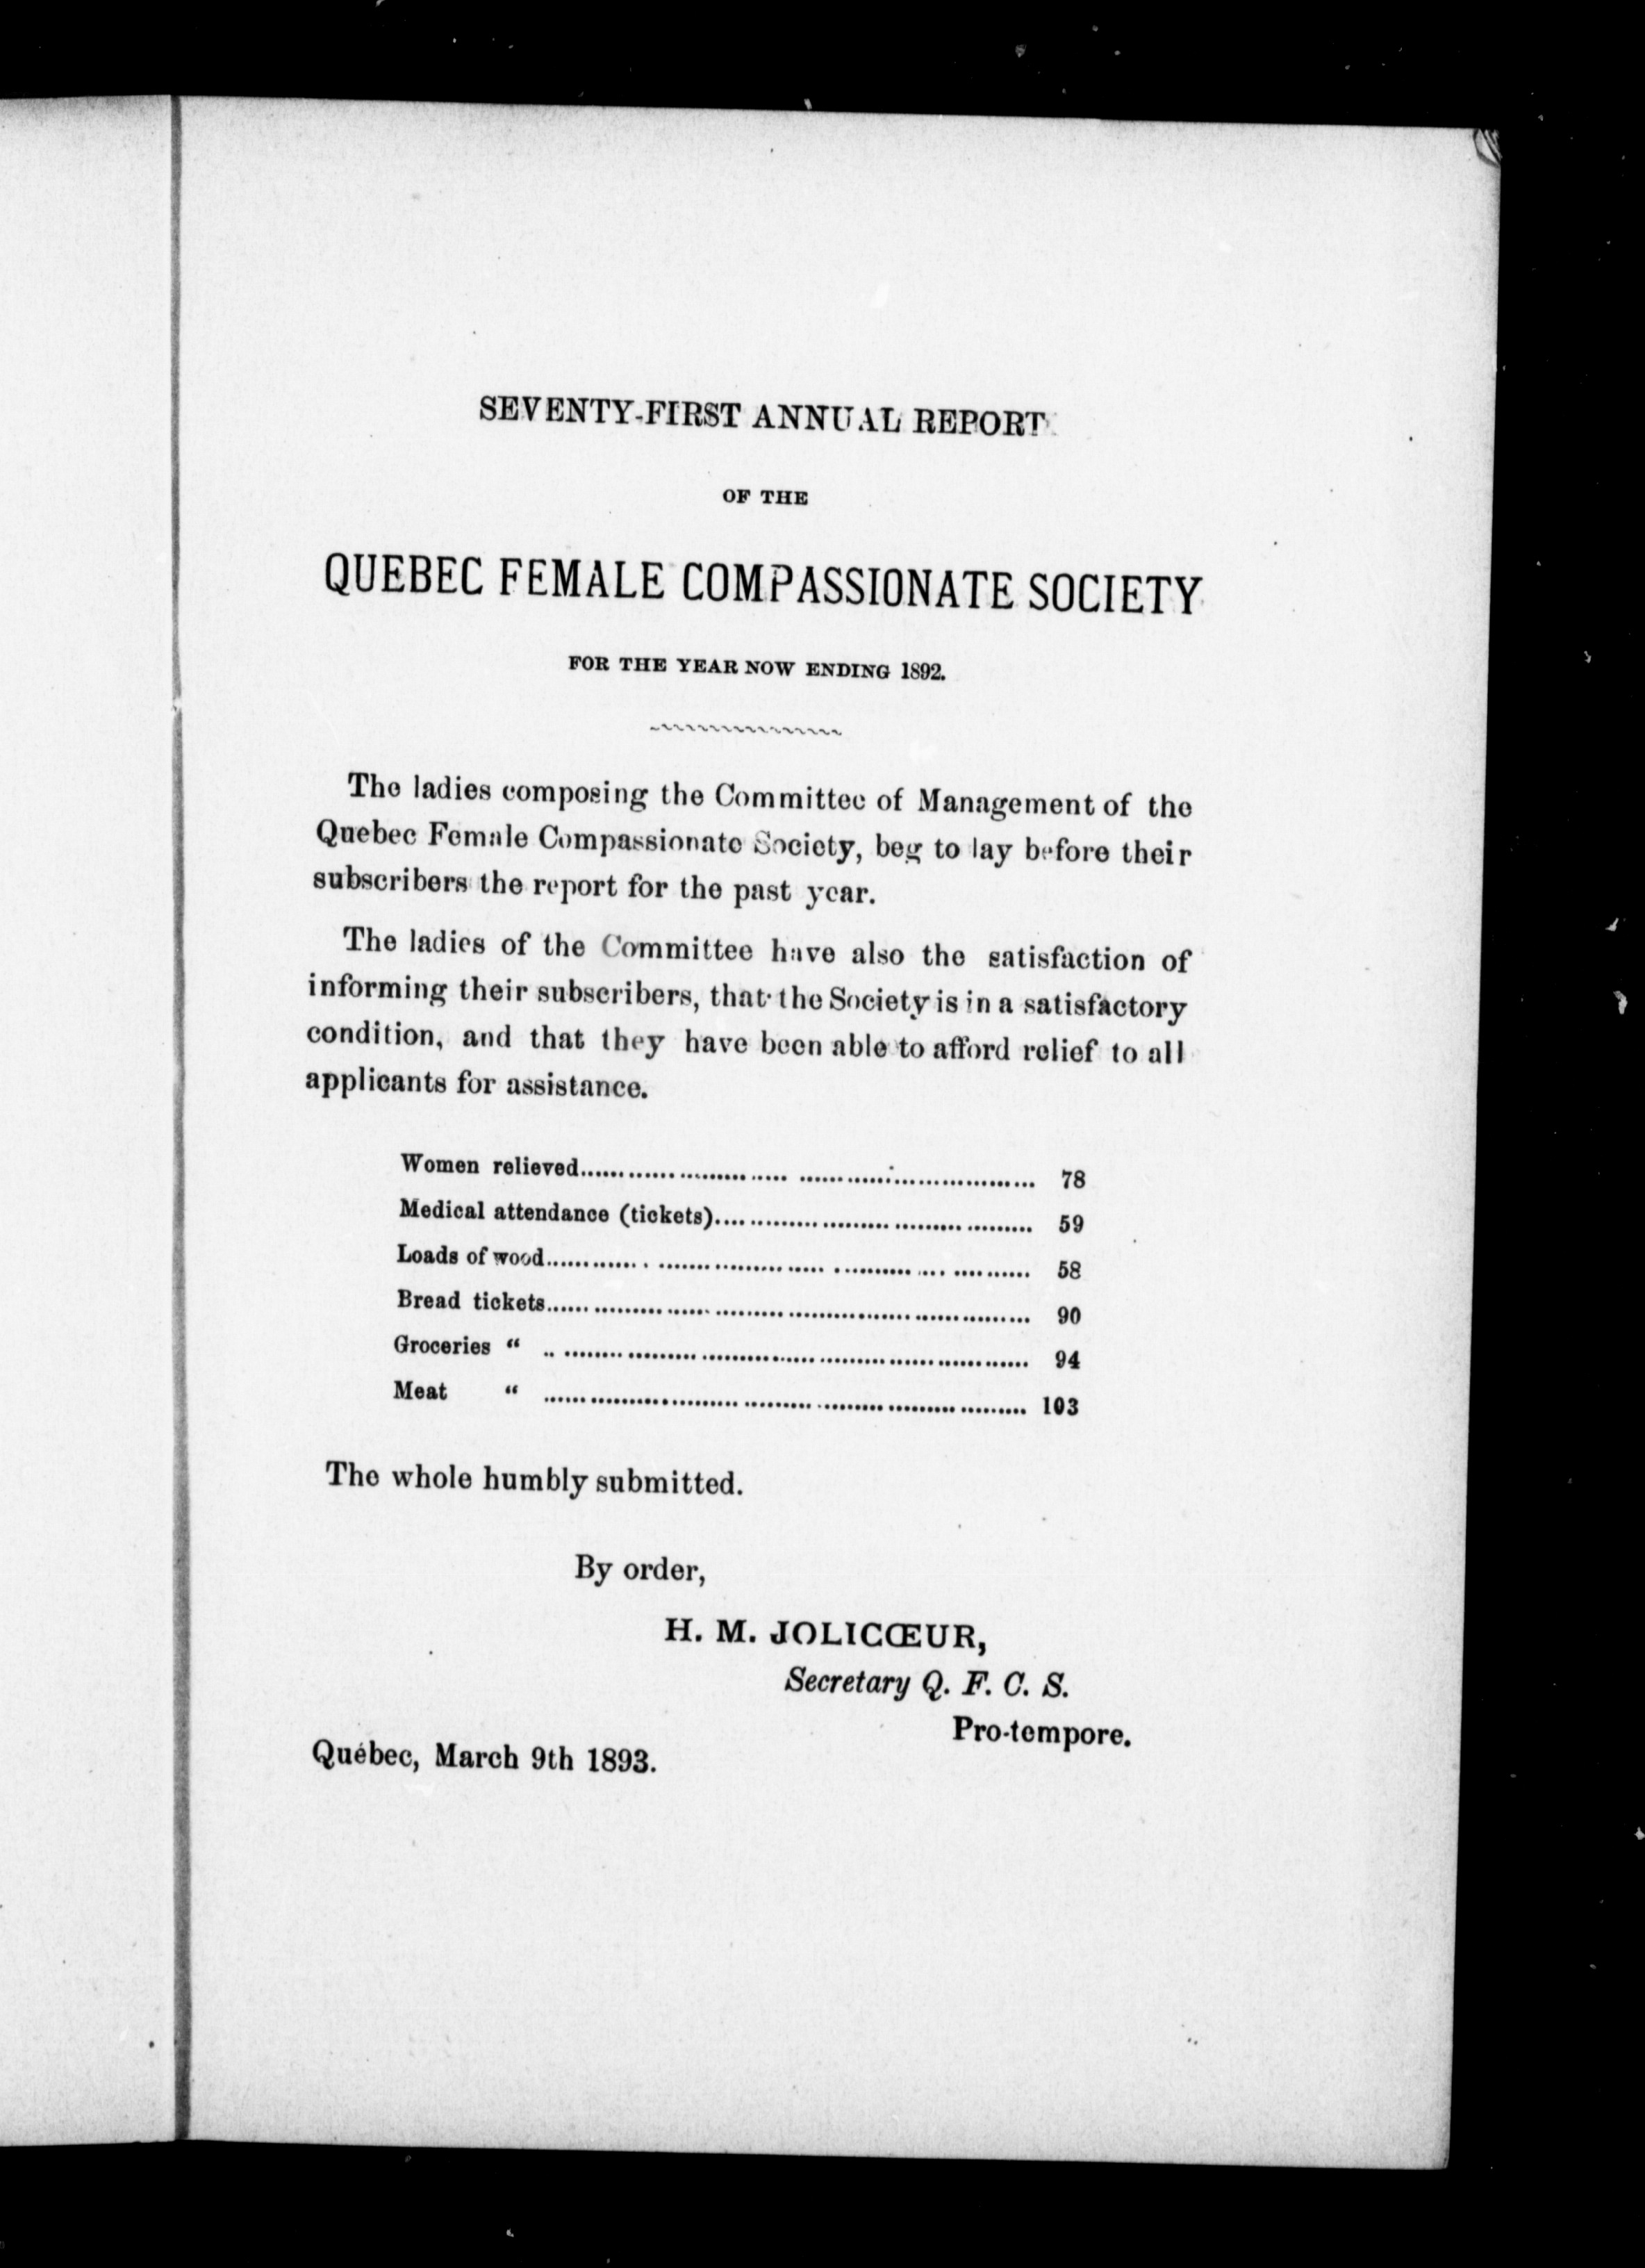 SEVENTY-FIRST ANNUAL REPORT
OF THE
QUEBEC FEMALE COMPASSIONATE SOCIETY
FOR THE YEAR NOW ENDING 1892.
The ladies composing the Committee of Management of the
Quebec Female Compassionate Society, beg to lay before their
subscribers the report for the past year.
The ladies of the Committee have also the satisfaction of
informing their subscribers, that the Society is in a satisfactory
condition, and that they have been able to afford relief to all
applicants for assistance.
Women relieved........................................ 78
Medical attendance (tickets)........................................ 59
Loads of wood........................................ 58
Bread tickets........................................ 90
Groceries “ ........................................ 94
Meat “ ........................................ 103
The whole humbly submitted.
By order,
H. M. JOLICŒUR,
Secretary Q. F. C. S.
Pro-tempore.
Québec, March 9th 1893.